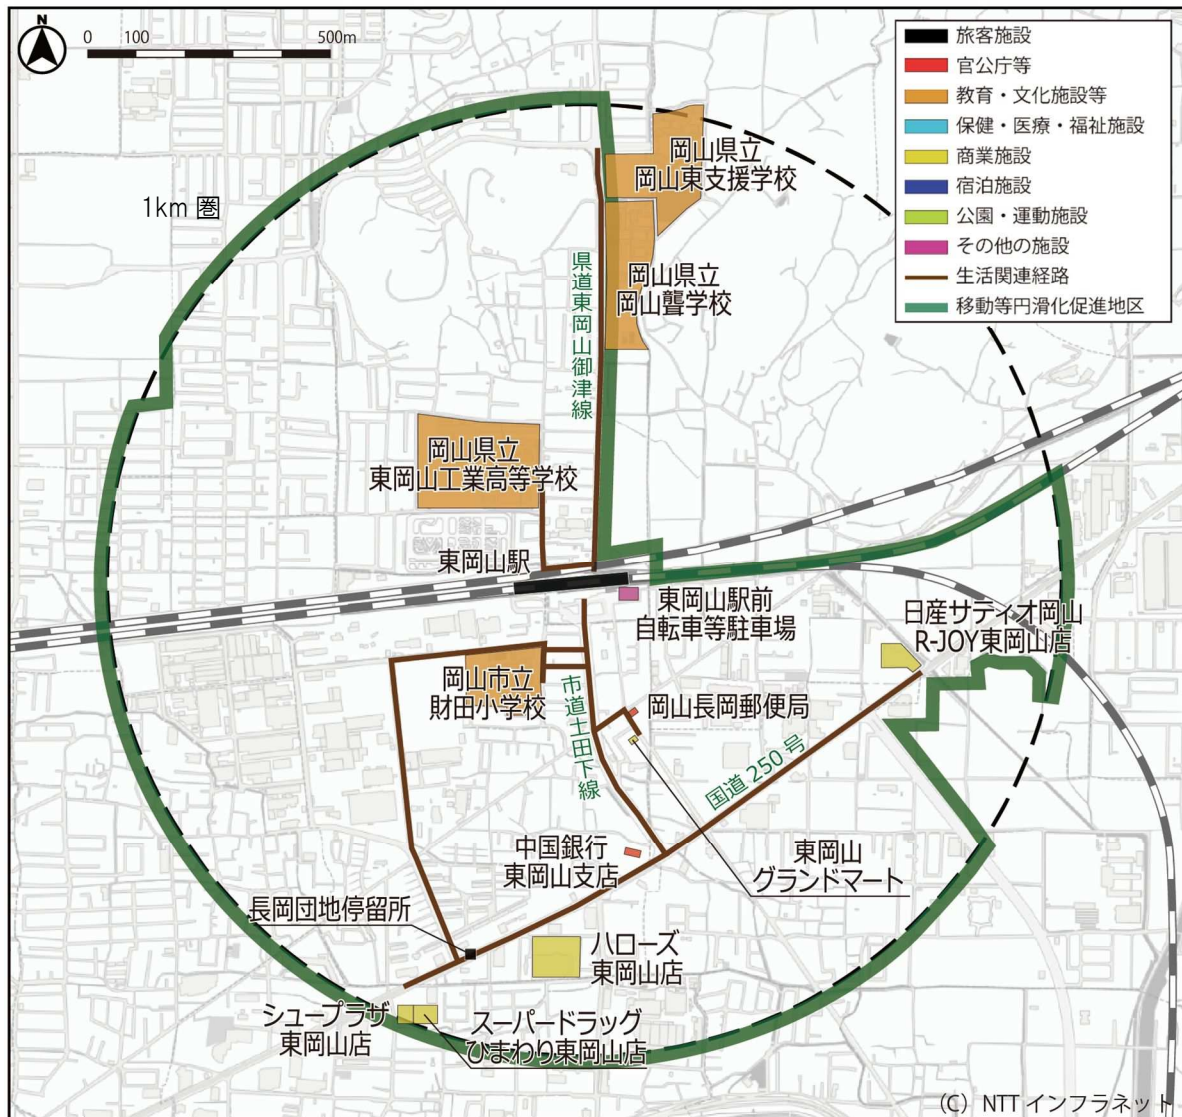 N
0 100 500m
旅客施設
官公庁等
教育・文化施設等
保健・医療・福祉施設
商業施設
宿泊施設
公園・運動施設
その他の施設
生活関連経路
移動等円滑化促進地区
1km 圏
岡山県立
岡山東支援学校
岡山県立
岡山聾学校
県道東岡山御津線
岡山県立
東岡山工業高等学校
東岡山駅
東岡山駅前
自転車等駐車場
日産サティオ岡山
R-JOY東岡山店
岡山市立
財田小学校
市道土田下線
岡山長岡郵便局
国道 250 号
中国銀行
東岡山支店
東岡山
グランドマート
長岡団地停留所
ハローズ
東岡山店
シュープラザ
東岡山店
スーパードラッグ
ひまわり東岡山店
(C) NTT インフラネット